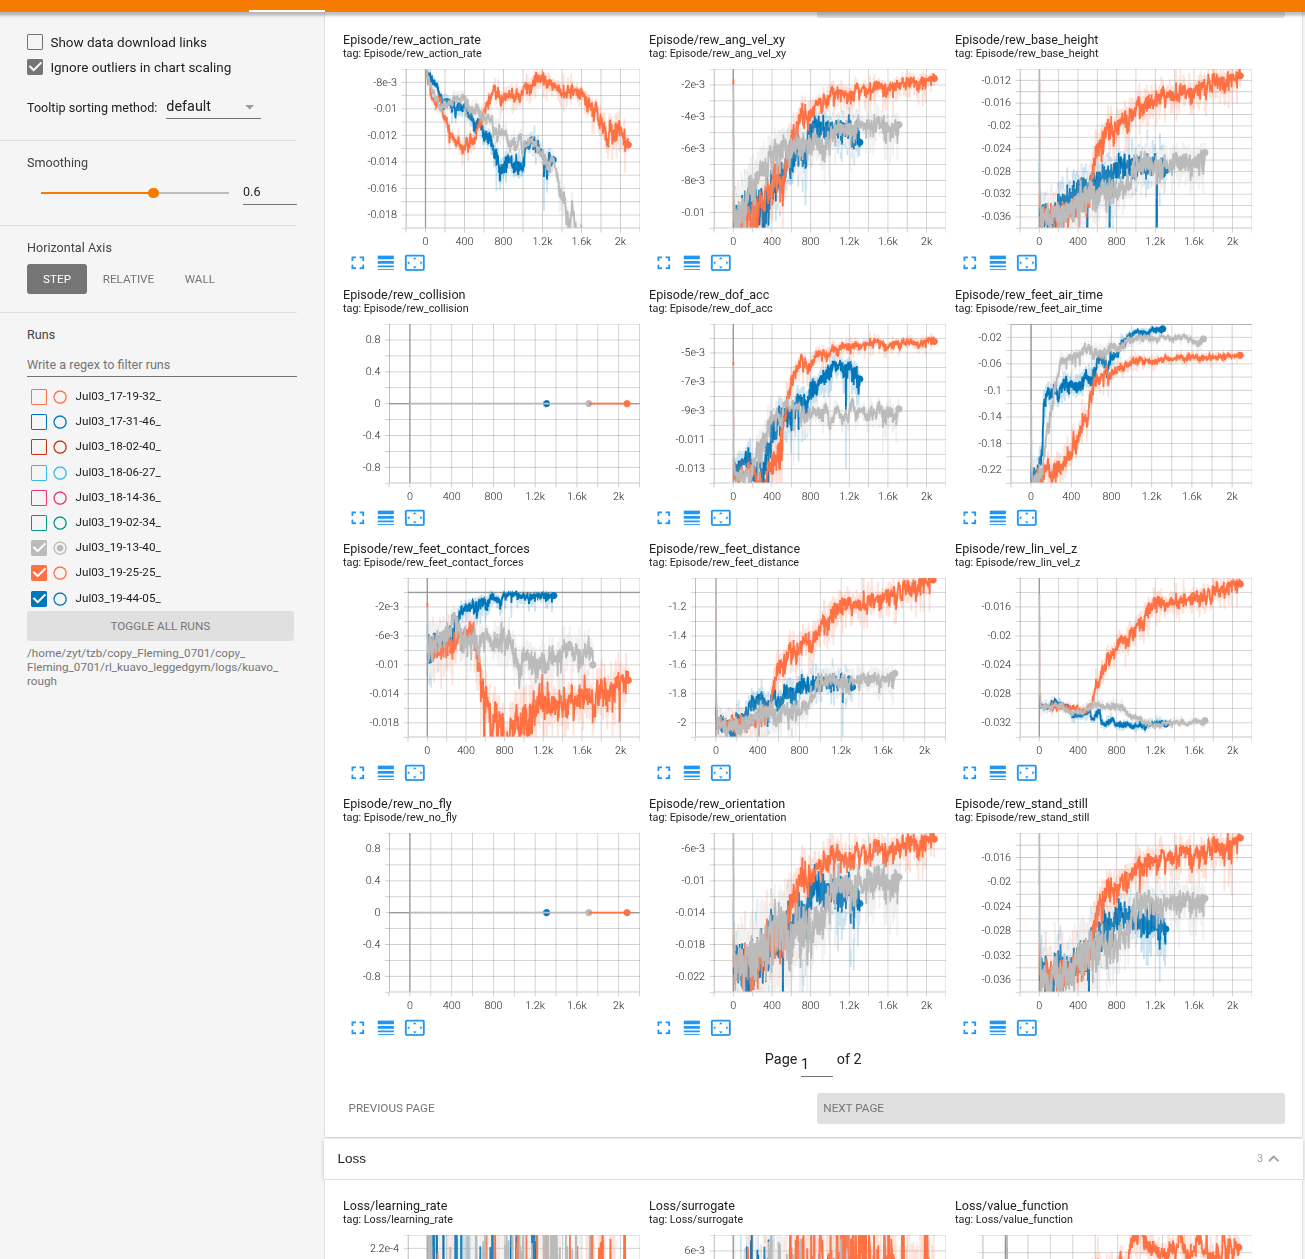 Show data download links
Ignore outliers in chart scaling
Tooltip sorting method: default
Smoothing
0.6
Horizontal Axis
STEP RELATIVE WALL
Runs
Write a regex to filter runs
Jul03_17-19-32_
Jul03_17-31-46_
Jul03_18-02-40_
Jul03_18-06-27_
Jul03_18-14-36_
Jul03_19-02-34_
Jul03_19-13-40_
Jul03_19-25-25_
Jul03_19-44-05_
TOGGLE ALL RUNS
/home/zyt/tzb/copy_Fleming_0701/copy_
Fleming_0701/rl_kuavo_leggedgym/logs/kuavo_
rough
Episode/rew_action_rate
tag: Episode/rew_action_rate
-8e-3
-0.01
-0.012
-0.014
-0.016
-0.018
0 400 800 1.2k 1.6k 2k
Episode/rew_ang_vel_xy
tag: Episode/rew_ang_vel_xy
-2e-3
-4e-3
-6e-3
-8e-3
-0.01
0 400 800 1.2k 1.6k 2k
Episode/rew_base_height
tag: Episode/rew_base_height
-0.012
-0.016
-0.02
-0.024
-0.028
-0.032
-0.036
0 400 800 1.2k 1.6k 2k
Episode/rew_collision
tag: Episode/rew_collision
0.8
0.4
0
-0.4
-0.8
0 400 800 1.2k 1.6k 2k
Episode/rew_dof_acc
tag: Episode/rew_dof_acc
-5e-3
-7e-3
-9e-3
-0.011
-0.013
0 400 800 1.2k 1.6k 2k
Episode/rew_feet_air_time
tag: Episode/rew_feet_air_time
-0.02
-0.06
-0.1
-0.14
-0.18
-0.22
0 400 800 1.2k 1.6k 2k
Episode/rew_feet_contact_forces
tag: Episode/rew_feet_contact_forces
-2e-3
-6e-3
-0.01
-0.014
-0.018
0 400 800 1.2k 1.6k 2k
Episode/rew_feet_distance
tag: Episode/rew_feet_distance
-1.2
-1.4
-1.6
-1.8
-2
0 400 800 1.2k 1.6k 2k
Episode/rew_lin_vel_z
tag: Episode/rew_lin_vel_z
-0.016
-0.02
-0.024
-0.028
-0.032
0 400 800 1.2k 1.6k 2k
Episode/rew_no_fly
tag: Episode/rew_no_fly
0.8
0.4
0
-0.4
-0.8
0 400 800 1.2k 1.6k 2k
Episode/rew_orientation
tag: Episode/rew_orientation
-6e-3
-0.01
-0.014
-0.018
-0.022
0 400 800 1.2k 1.6k 2k
Episode/rew_stand_still
tag: Episode/rew_stand_still
-0.016
-0.02
-0.024
-0.028
-0.032
-0.036
0 400 800 1.2k 1.6k 2k
Page 1 of 2
PREVIOUS PAGE
NEXT PAGE
Loss
3
Loss/learning_rate
tag: Loss/learning_rate
2.2e-4
Loss/surrogate
tag: Loss/surrogate
6e-3
Loss/value_function
tag: Loss/value_function